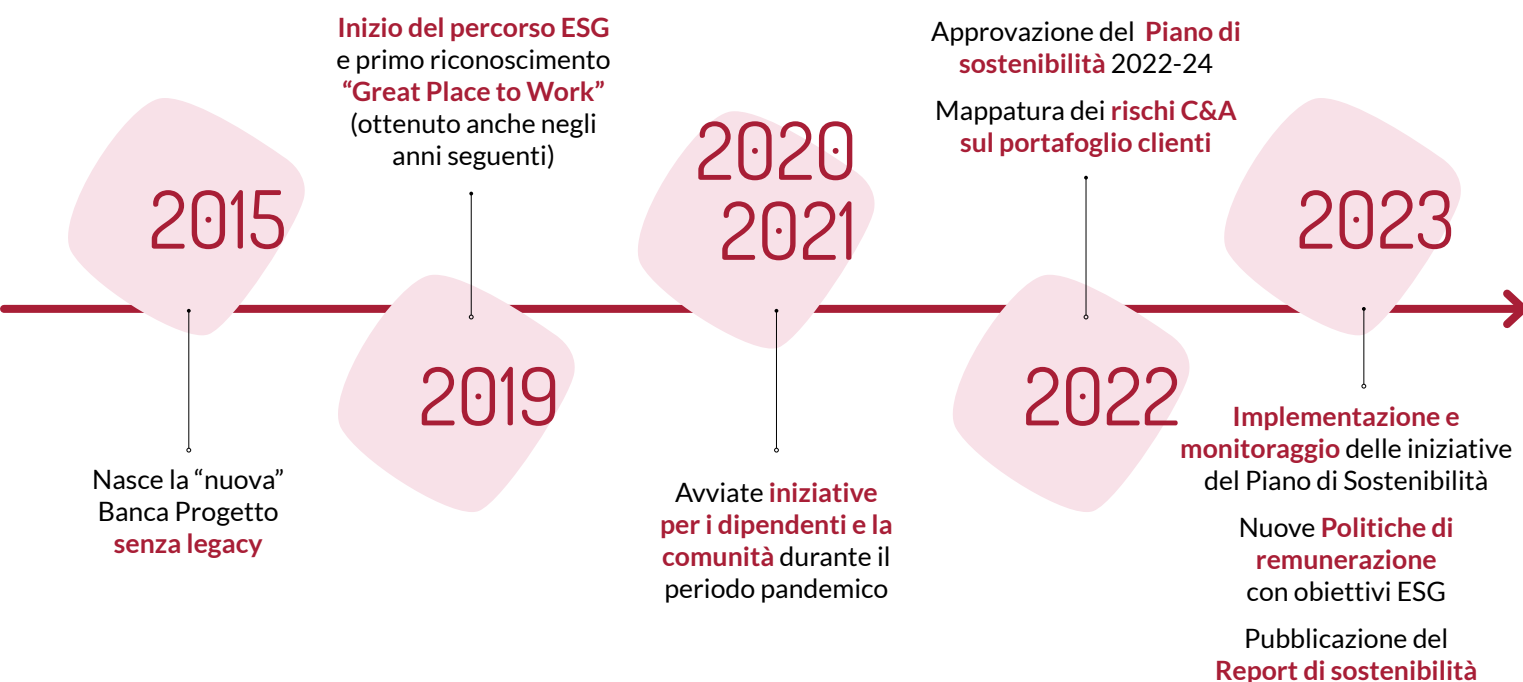 2015
Nasce la “nuova”
Banca Progetto
senza legacy
Inizio del percorso ESG
e primo riconoscimento
“Great Place to Work”
(ottenuto anche negli
anni seguenti)
2019
2020
2021
Avviate iniziative
per i dipendenti e la
comunità durante il
periodo pandemico
Approvazione del Piano di
sostenibilità 2022-24
Mappatura dei rischi C&A
sul portafoglio clienti
2022
2023
Implementazione e
monitoraggio delle iniziative
del Piano di Sostenibilità
Nuove Politiche di
remunerazione
con obiettivi ESG
Pubblicazione del
Report di sostenibilità